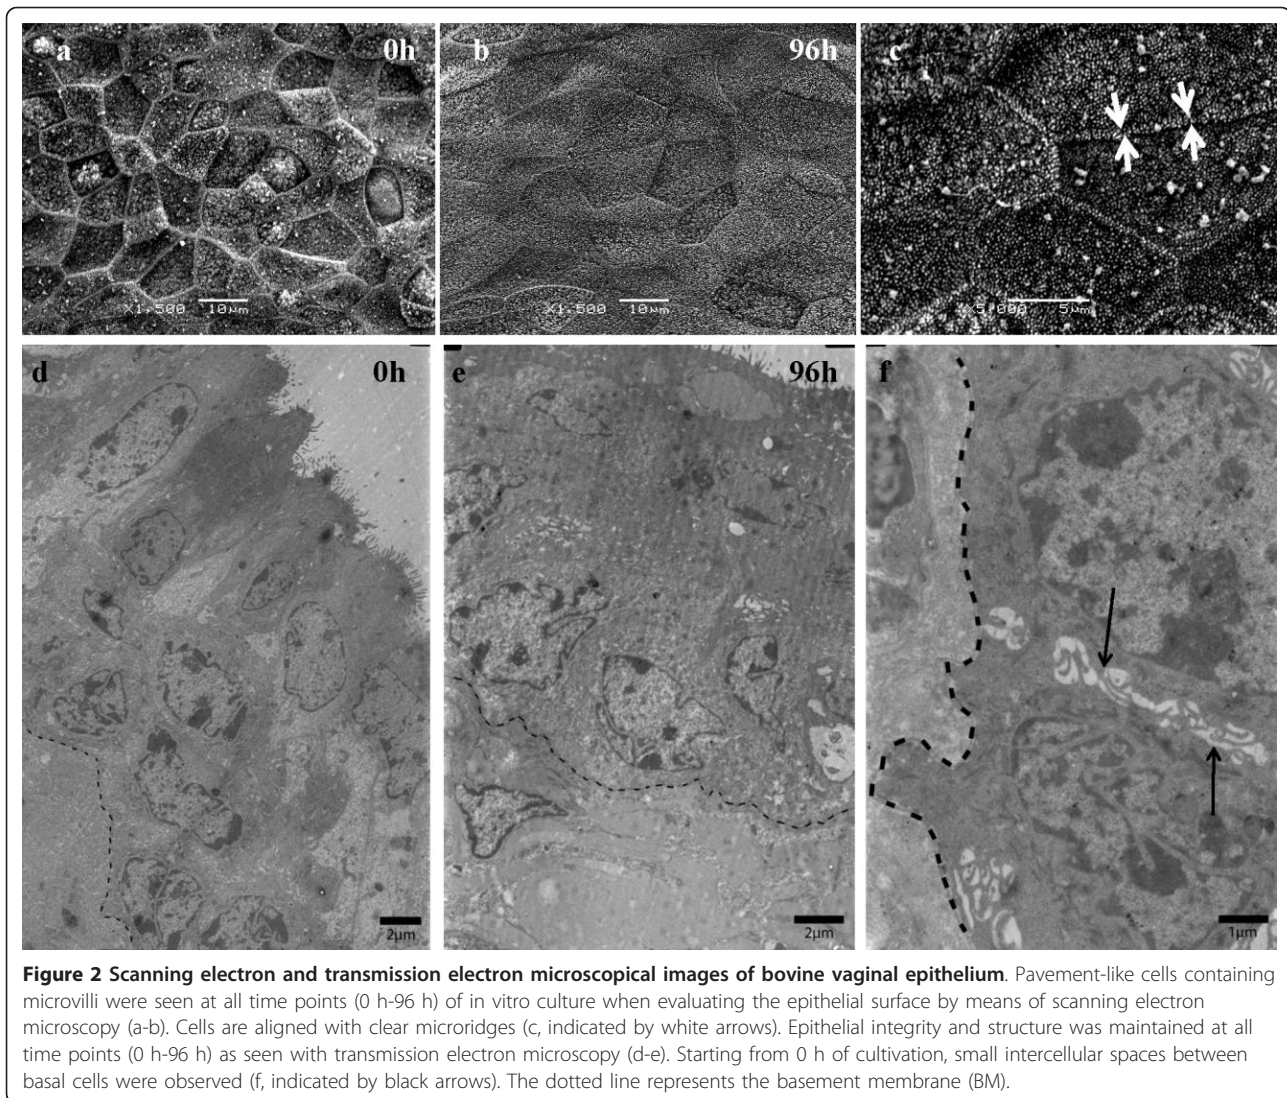 a 0h b 96h c
X1,500 10µm X1,500 10µm X5,000 5µm
d 0h e 96h f
2µm 2µm 1µm
Figure 2 Scanning electron and transmission electron microscopical images of bovine vaginal epithelium. Pavement-like cells containing
microvilli were seen at all time points (0 h-96 h) of in vitro culture when evaluating the epithelial surface by means of scanning electron
microscopy (a-b). Cells are aligned with clear microridges (c, indicated by white arrows). Epithelial integrity and structure was maintained at all
time points (0 h-96 h) as seen with transmission electron microscopy (d-e). Starting from 0 h of cultivation, small intercellular spaces between
basal cells were observed (f, indicated by black arrows). The dotted line represents the basement membrane (BM).